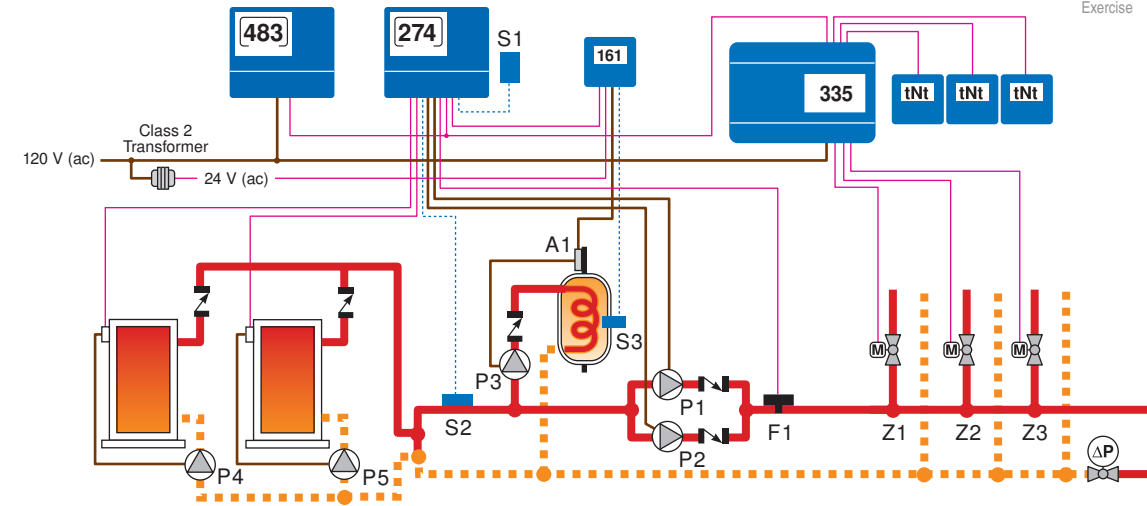 Exercise
483
274
S1
161
335
tNt
tNt
tNt
Class 2
Transformer
120 V (ac)
24 V (ac)
A1
S3
P3
S2
P1
P2
F1
M
M
M
Z1
Z2
Z3
ΔP
P4
P5